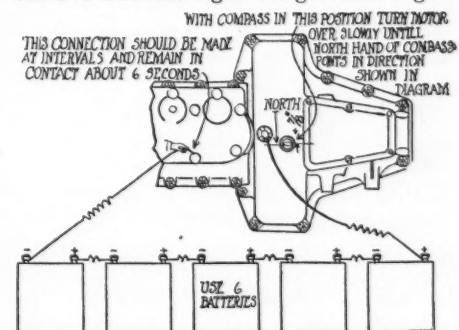 WITH COMPASS IN THIS POSITION TURN MOTOR
OVER SLOWLY UNTILL
NORTH HAND OF COMPASS
POINTS IN DIRECTION
SHOWN IN
DIAGRAM
THIS CONNECTION SHOULD BE MADE
AT INTERVALS AND REMAIN IN
CONTACT ABOUT 6 SECONDS
NORTH
- + - + - + - + - +
USE 6
BATTERIES